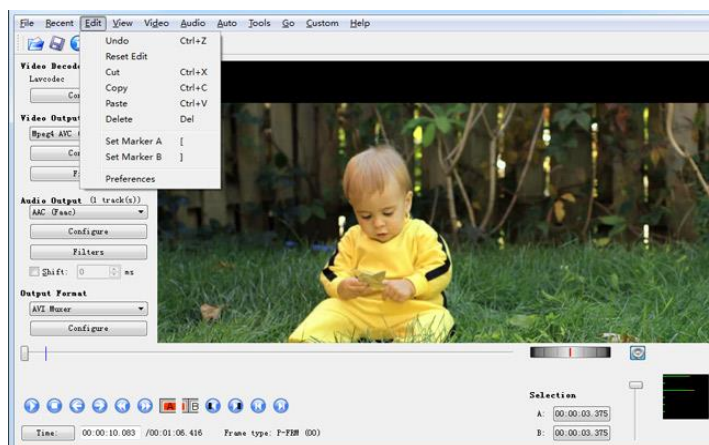 File Recent Edit View Video Audio Auto Tools Go Custom Help
Undo Ctrl+Z
Reset Edit
Cut Ctrl+X
Copy Ctrl+C
Paste Ctrl+V
Delete Del
Set Marker A [
Set Marker B ]
Preferences
Video
Lavcodec
Video Output
Mpeg4 AVC
Audio Output (1 track(s))
AAC (Faac)
Configure
Filters
Shift: 0 ms
Output Format
AVI Muxer
Configure
A B
Selection
A: 00:00:03.375
B: 00:00:03.375
Time: 00:00:10.083 /00:01:06.416 Frame type: P-FRM (00)